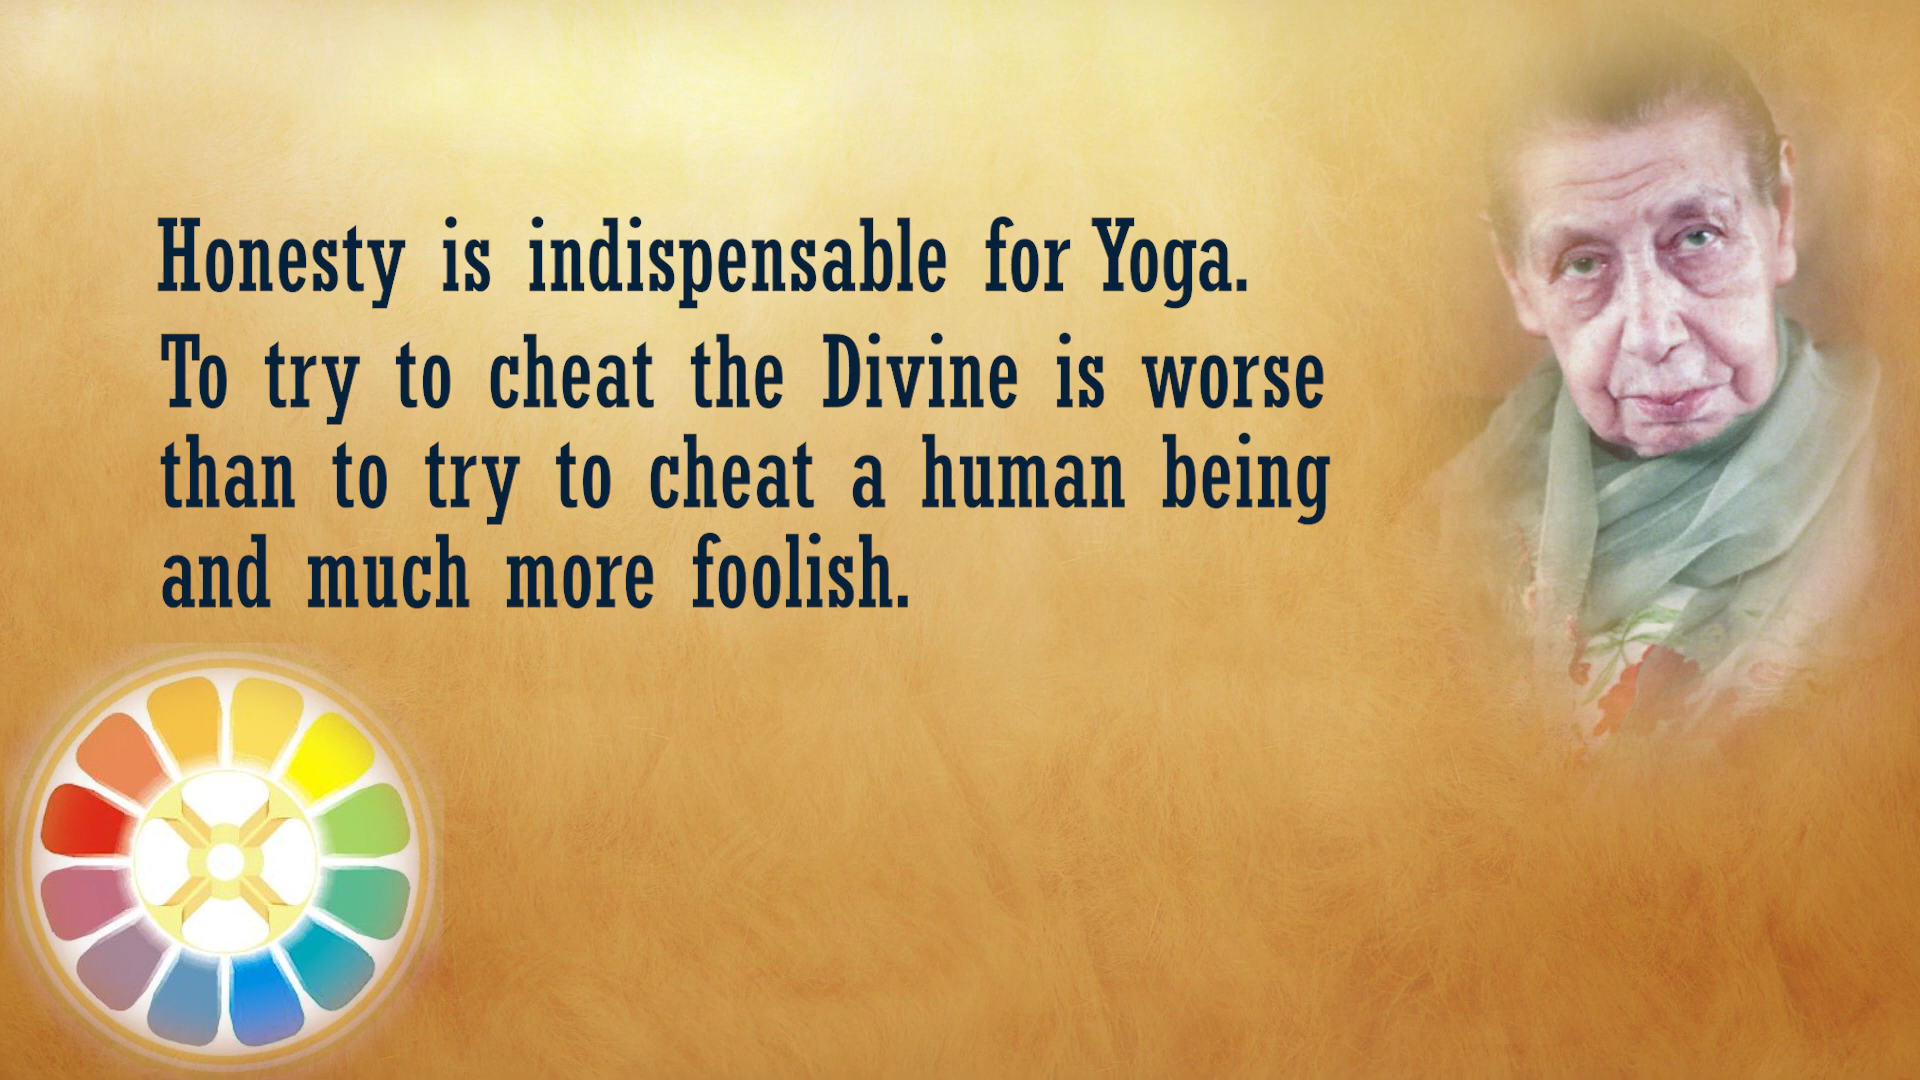 Honesty is indispensable for Yoga.
To try to cheat the Divine is worse
than to try to cheat a human being
and much more foolish.